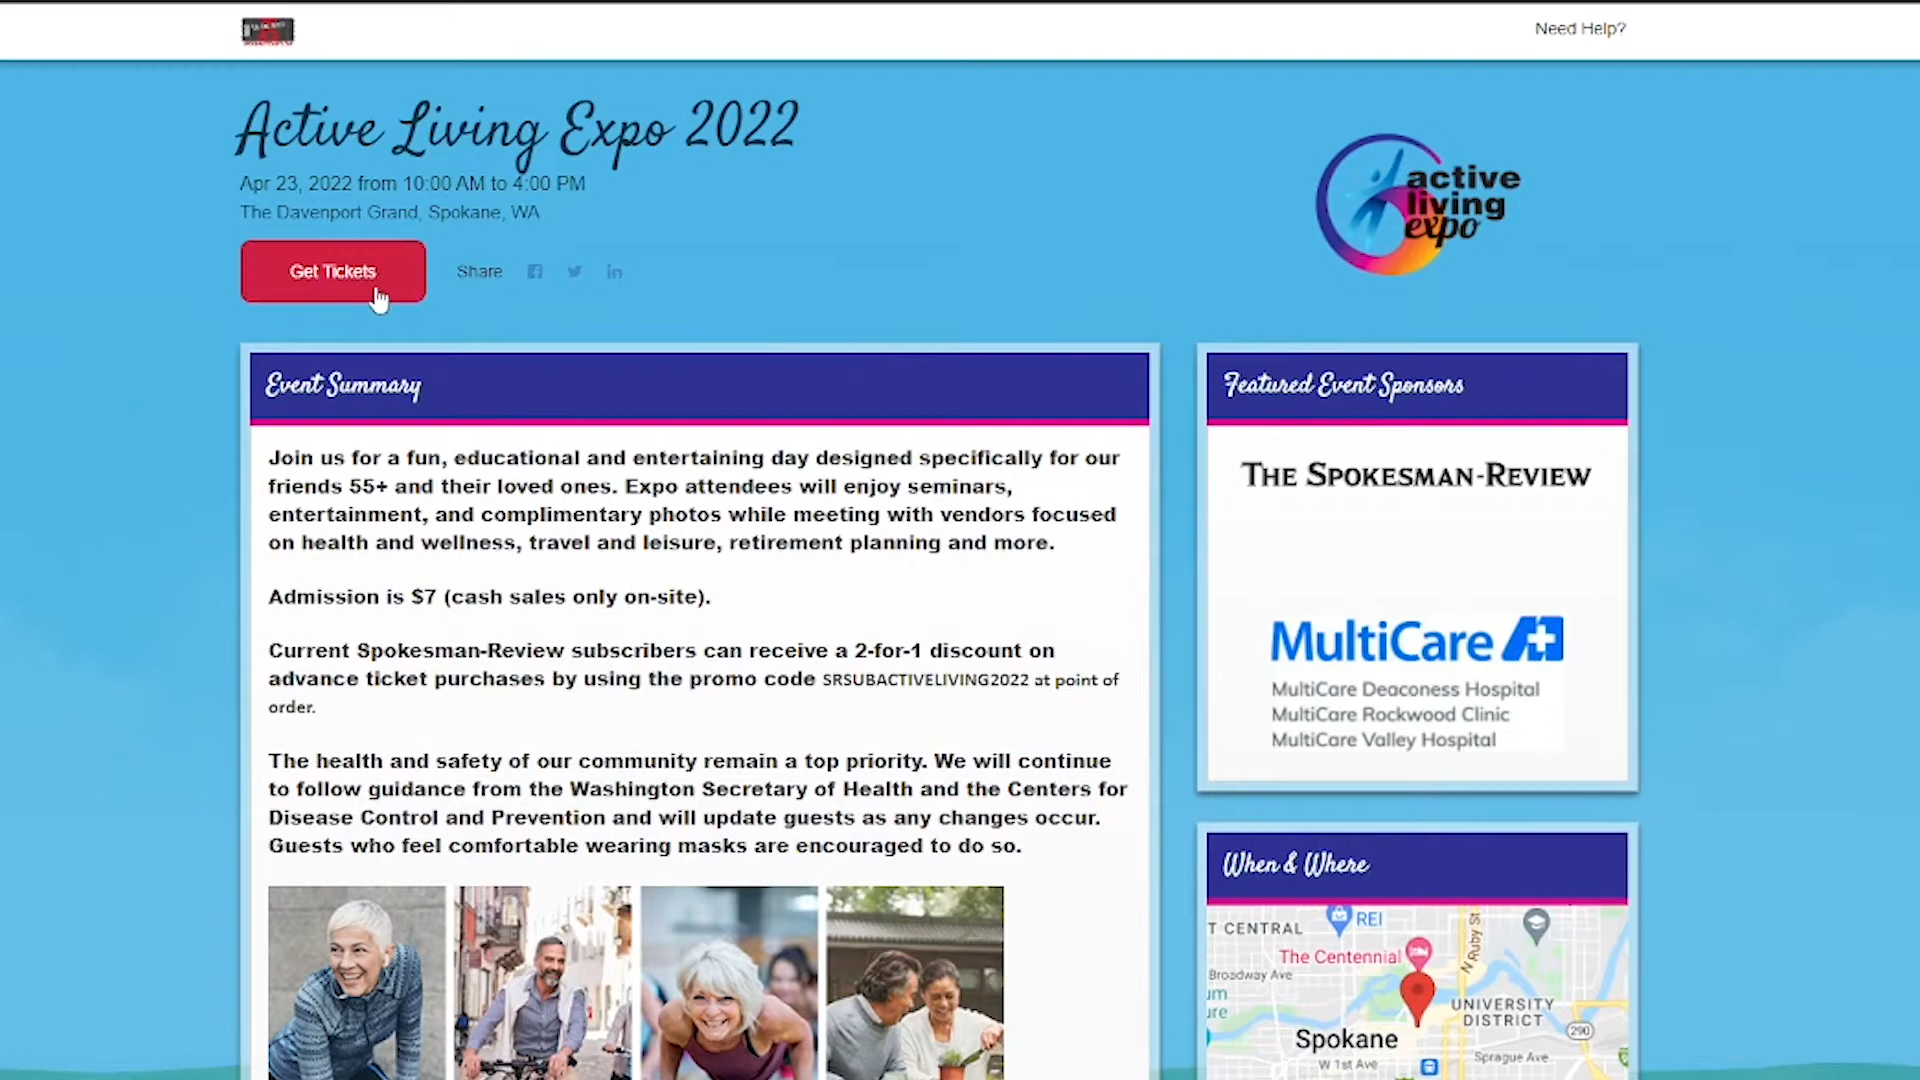 Need Help?
Active Living Expo 2022
Apr 23, 2022 from 10:00 AM to 4:00 PM
The Davenport Grand, Spokane, WA
Get Tickets
Share
active
living
expo
Event Summary
Join us for a fun, educational and entertaining day designed specifically for our
friends 55+ and their loved ones. Expo attendees will enjoy seminars,
entertainment, and complimentary photos while meeting with vendors focused
on health and wellness, travel and leisure, retirement planning and more.
Admission is $7 (cash sales only on-site).
Current Spokesman-Review subscribers can receive a 2-for-1 discount on
advance ticket purchases by using the promo code SRSUBACTIVELIVING2022 at point of
order.
The health and safety of our community remain a top priority. We will continue
to follow guidance from the Washington Secretary of Health and the Centers for
Disease Control and Prevention and will update guests as any changes occur.
Guests who feel comfortable wearing masks are encouraged to do so.
Featured Event Sponsors
THE SPOKESMAN-REVIEW
MultiCare
MultiCare Deaconess Hospital
MultiCare Rockwood Clinic
MultiCare Valley Hospital
When & Where
REI
T CENTRAL
The Centennial
N Ruby St
Broadway Ave
um
ure
UNIVERSITY
DISTRICT
290
Spokane
Sprague Ave
W 1st Ave